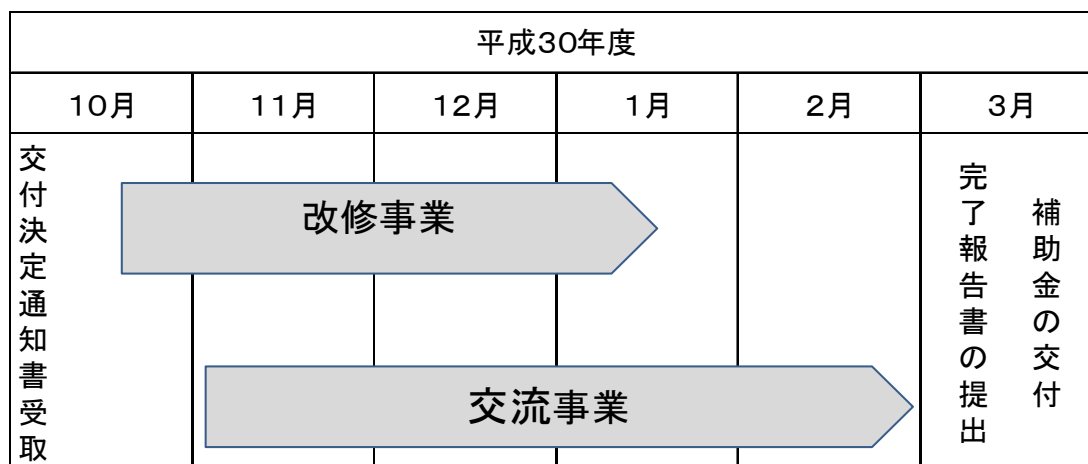 平成30年度
10月
11月
12月
1月
2月
3月
交付決定通知書受取
改修事業
交流事業
完了報告書の提出
補助金の交付